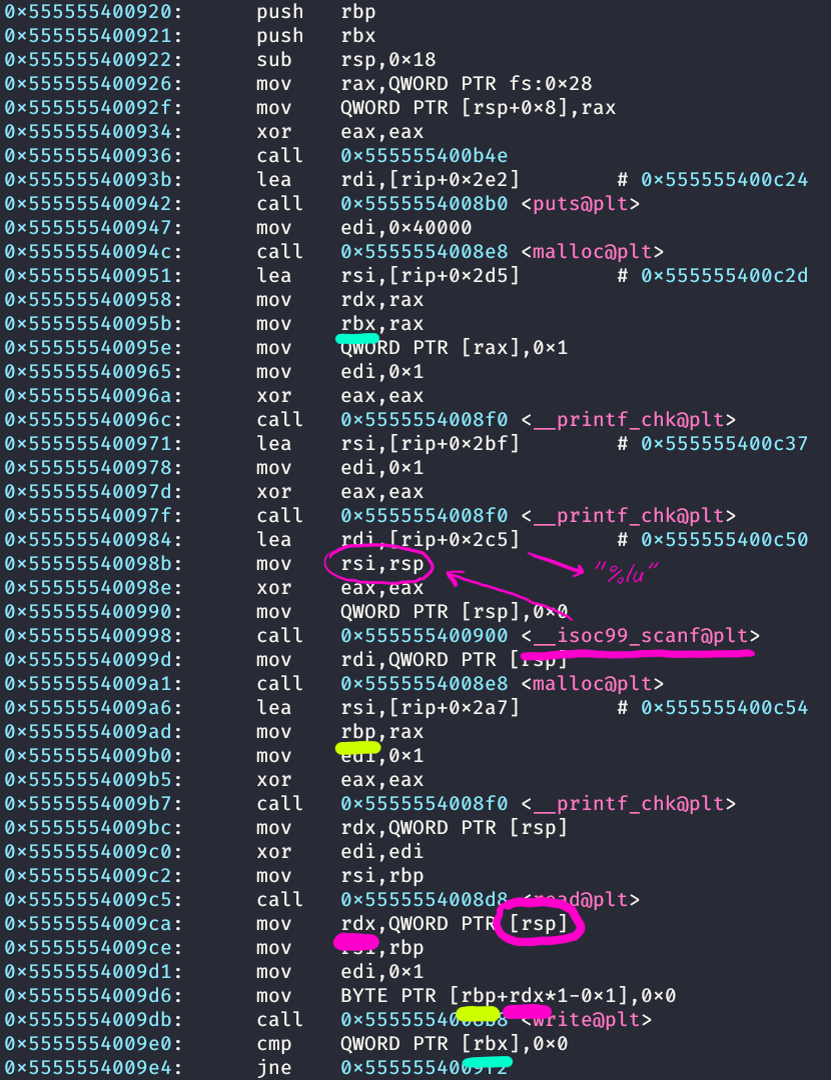 0x555555400920: push rbp
0x555555400921: push rbx
0x555555400922: sub rsp,0x18
0x555555400926: mov rax,QWORD PTR fs:0x28
0x55555540092f: mov QWORD PTR [rsp+0x8],rax
0x555555400934: xor eax,eax
0x555555400936: call 0x555555400b4e
0x55555540093b: lea rdi,[rip+0x2e2] # 0x555555400c24
0x555555400942: call 0x5555554008b0 <puts@plt>
0x555555400947: mov edi,0x40000
0x55555540094c: call 0x5555554008e8 <malloc@plt>
0x555555400951: lea rsi,[rip+0x2d5] # 0x555555400c2d
0x555555400958: mov rdx,rax
0x55555540095b: mov rbx,rax
0x55555540095e: mov QWORD PTR [rax],0x1
0x555555400965: mov edi,0x1
0x55555540096a: xor eax,eax
0x55555540096c: call 0x5555554008f0 <__printf_chk@plt>
0x555555400971: lea rsi,[rip+0x2bf] # 0x555555400c37
0x555555400978: mov edi,0x1
0x55555540097d: xor eax,eax
0x55555540097f: call 0x5555554008f0 <__printf_chk@plt>
0x555555400984: lea rdi,[rip+0x2c5] # 0x555555400c50
0x55555540098b: mov rsi,rsp "%lu"
0x55555540098e: xor eax,eax
0x555555400990: mov QWORD PTR [rsp],0x0
0x555555400998: call 0x555555400900 <__isoc99_scanf@plt>
0x55555540099d: mov rdi,QWORD PTR [rsp]
0x5555554009a1: call 0x5555554008e8 <malloc@plt>
0x5555554009a6: lea rsi,[rip+0x2a7] # 0x555555400c54
0x5555554009ad: mov rbp,rax
0x5555554009b0: mov edi,0x1
0x5555554009b5: xor eax,eax
0x5555554009b7: call 0x5555554008f0 <__printf_chk@plt>
0x5555554009bc: mov rdx,QWORD PTR [rsp]
0x5555554009c0: xor edi,edi
0x5555554009c2: mov rsi,rbp
0x5555554009c5: call 0x5555554008d8 <read@plt>
0x5555554009ca: mov rdx,QWORD PTR [rsp]
0x5555554009ce: mov rsi,rbp
0x5555554009d1: mov edi,0x1
0x5555554009d6: mov BYTE PTR [rbp+rdx*1-0x1],0x0
0x5555554009db: call 0x5555554008b8 <write@plt>
0x5555554009e0: cmp QWORD PTR [rbx],0x0
0x5555554009e4: jne 0x5555554009f2